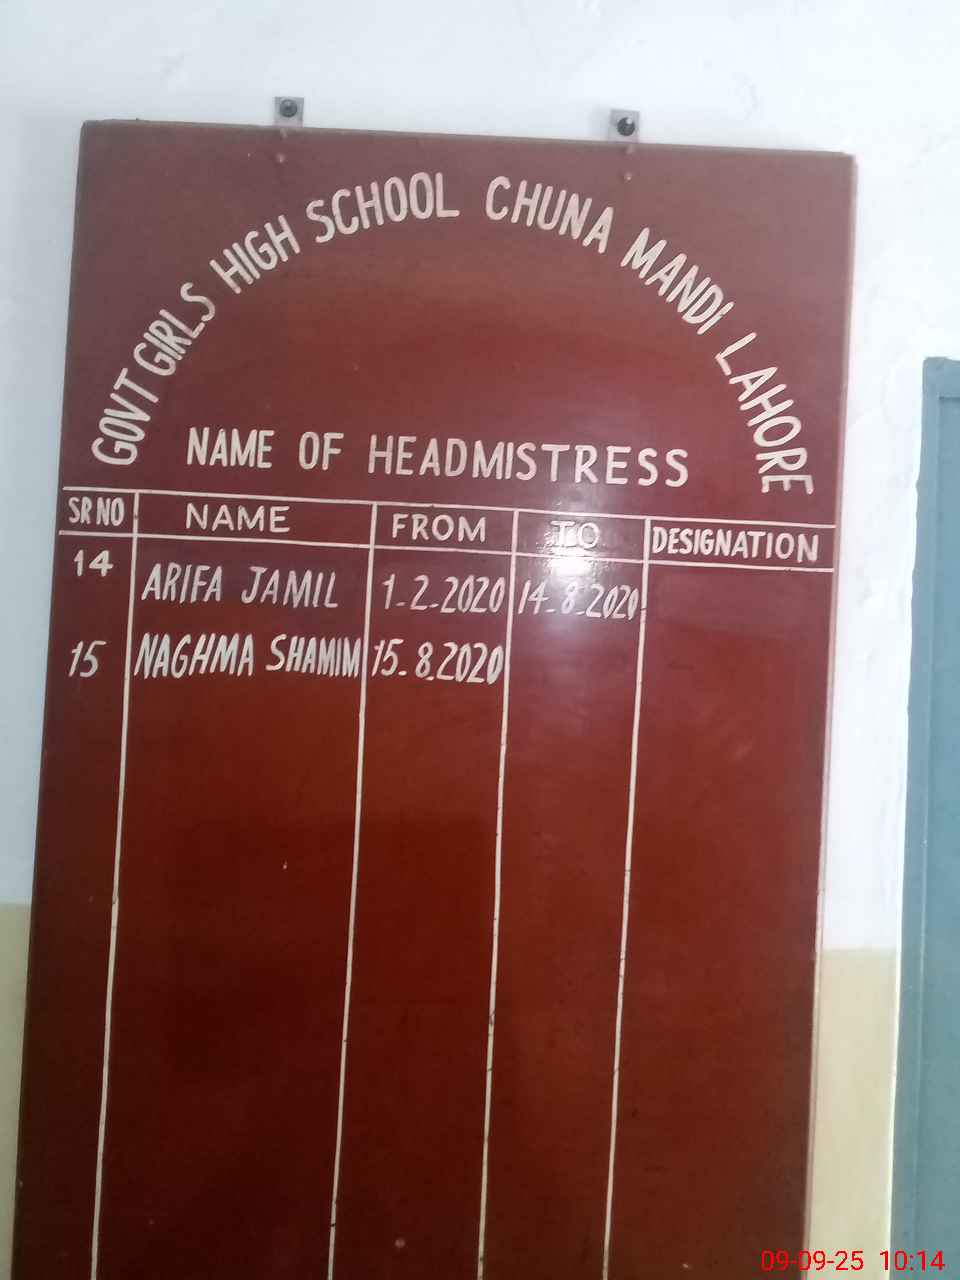 GOVT GIRLS HIGH SCHOOL CHUNA MANDI LAHORE
NAME OF HEADMISTRESS
SR NO NAME FROM TO DESIGNATION
14 ARIFA JAMIL 1-2-2020 14-8-2020
15 NAGHMA SHAMIM 15-8-2020
09-09-25 10:14